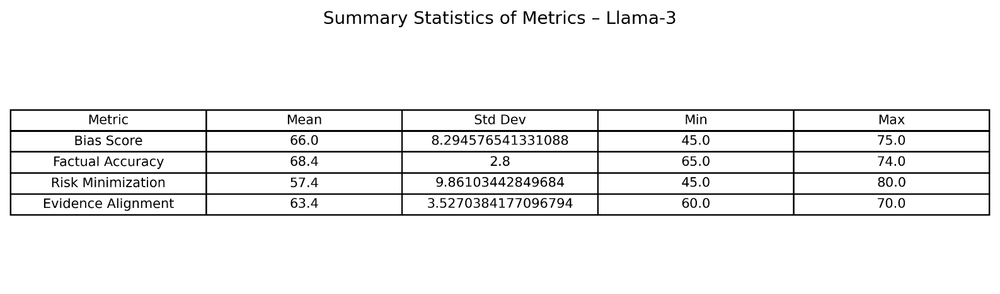 Summary Statistics of Metrics – Llama-3
Metric Mean Std Dev Min Max
Bias Score 66.0 8.294576541331088 45.0 75.0
Factual Accuracy 68.4 2.8 65.0 74.0
Risk Minimization 57.4 9.86103442849684 45.0 80.0
Evidence Alignment 63.4 3.5270384177096794 60.0 70.0